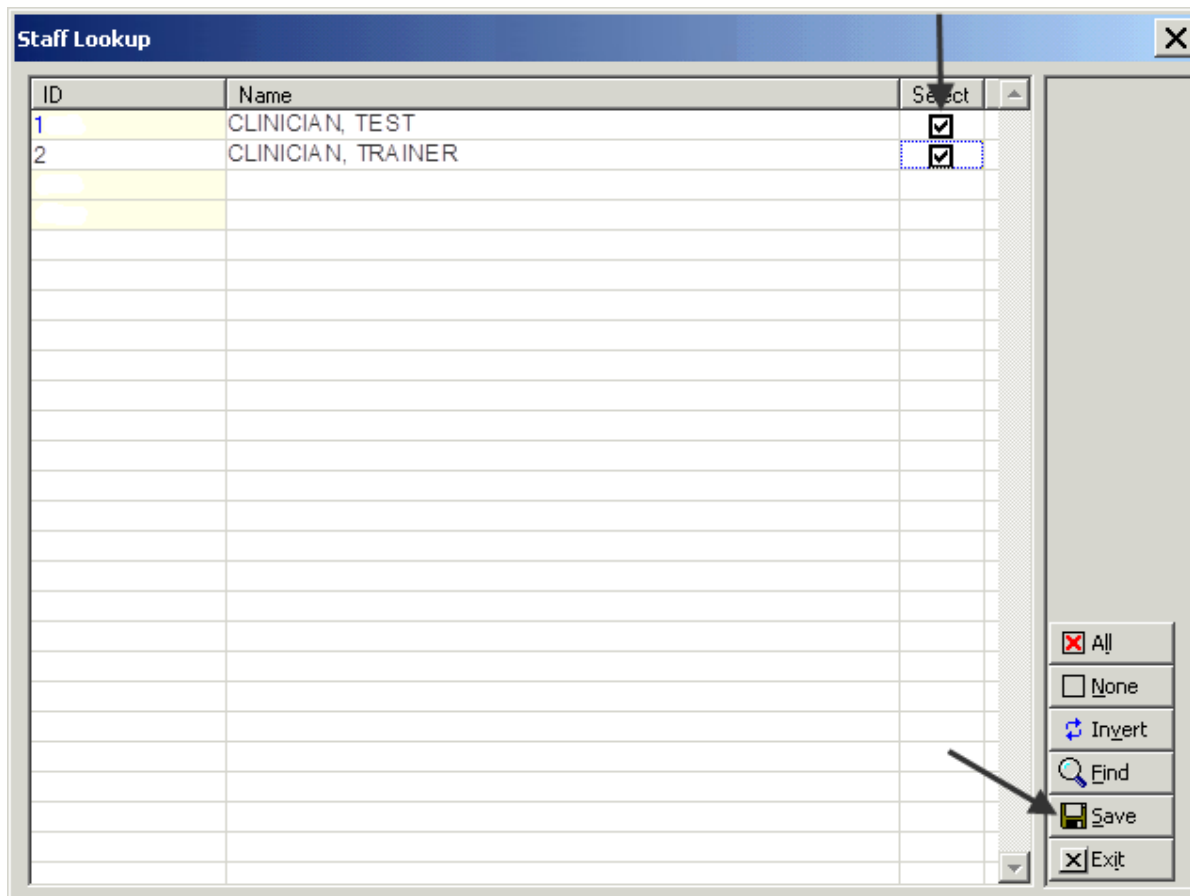 Staff Lookup
ID Name Select
1 CLINICIAN, TEST
2 CLINICIAN, TRAINER
All
None
Invert
Find
Save
Exit